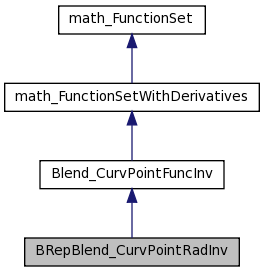 math_FunctionSet
math_FunctionSetWithDerivatives
Blend_CurvPointFuncInv
BRepBlend_CurvPointRadInv